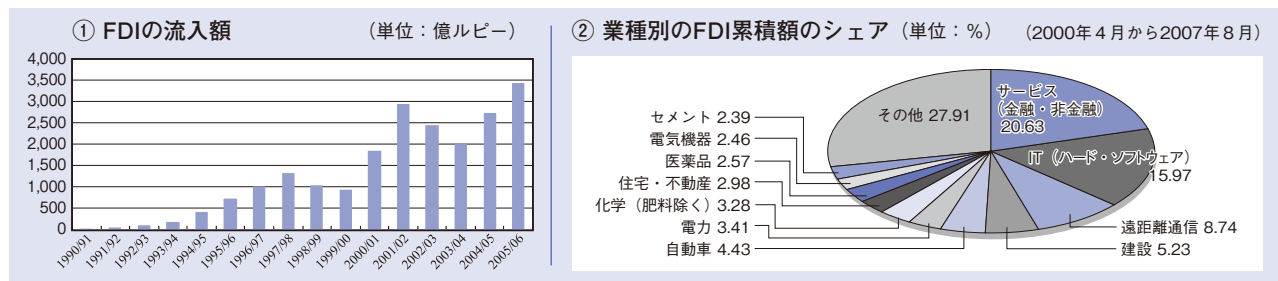 ① FDIの流入額
（単位：億ルピー）
4,000
3,500
3,000
2,500
2,000
1,500
1,000
500
0
1990/91
1991/92
1992/93
1993/94
1994/95
1995/96
1996/97
1997/98
1998/99
1999/00
2000/01
2001/02
2002/03
2003/04
2004/05
2005/06
② 業種別のFDI累積額のシェア（単位：％）
（2000年４月から2007年８月）
サービス
（金融・非金融）
20.63
IT（ハード・ソフトウェア）
15.97
遠距離通信 8.74
建設 5.23
自動車 4.43
電力 3.41
化学（肥料除く）3.28
住宅・不動産 2.98
医薬品 2.57
電気機器 2.46
セメント 2.39
その他 27.91